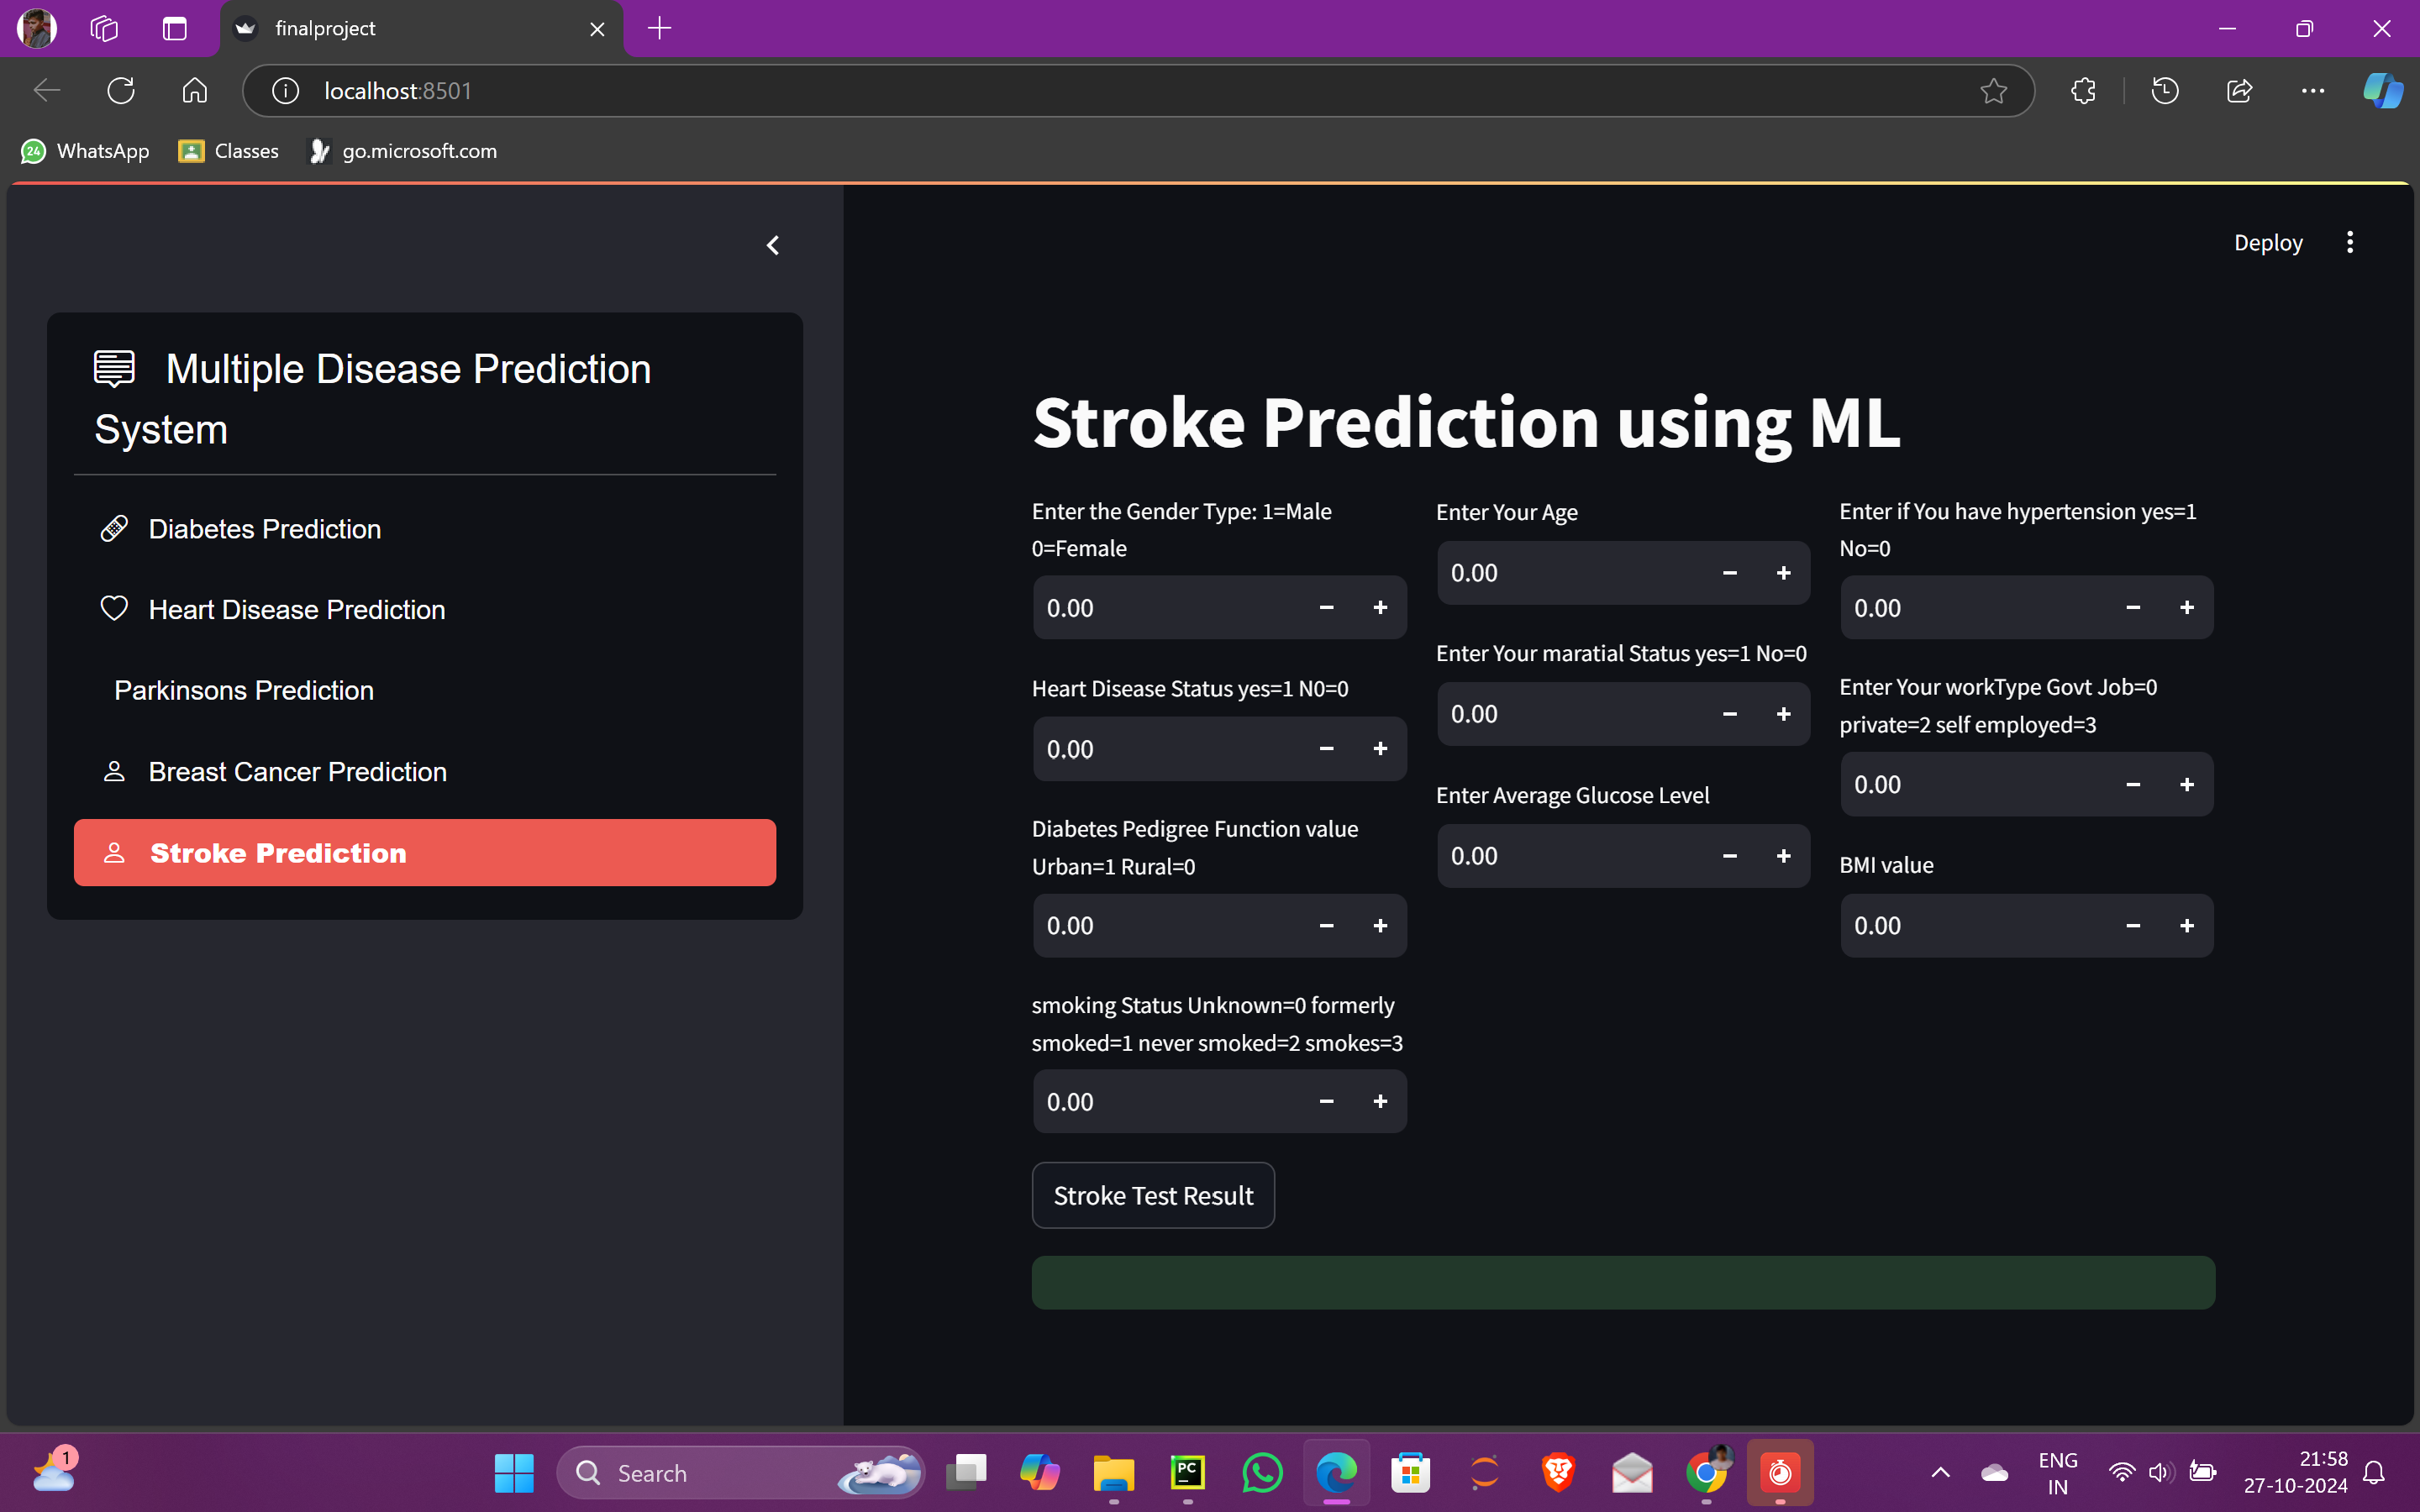 finalproject
localhost:8501
24
WhatsApp
Classes
go.microsoft.com
Deploy
Multiple Disease Prediction
System
Diabetes Prediction
Heart Disease Prediction
Parkinsons Prediction
Breast Cancer Prediction
Stroke Prediction
Stroke Prediction using ML
Enter the Gender Type: 1=Male
0=Female
0.00
Heart Disease Status yes=1 N0=0
0.00
Diabetes Pedigree Function value
Urban=1 Rural=0
0.00
smoking Status Unknown=0 formerly
smoked=1 never smoked=2 smokes=3
0.00
Enter Your Age
0.00
Enter Your maratial Status yes=1 No=0
0.00
Enter Average Glucose Level
0.00
Enter if You have hypertension yes=1
No=0
0.00
Enter Your workType Govt Job=0
private=2 self employed=3
0.00
BMI value
0.00
Stroke Test Result
1
Search
PC
ENG
IN
21:58
27-10-2024